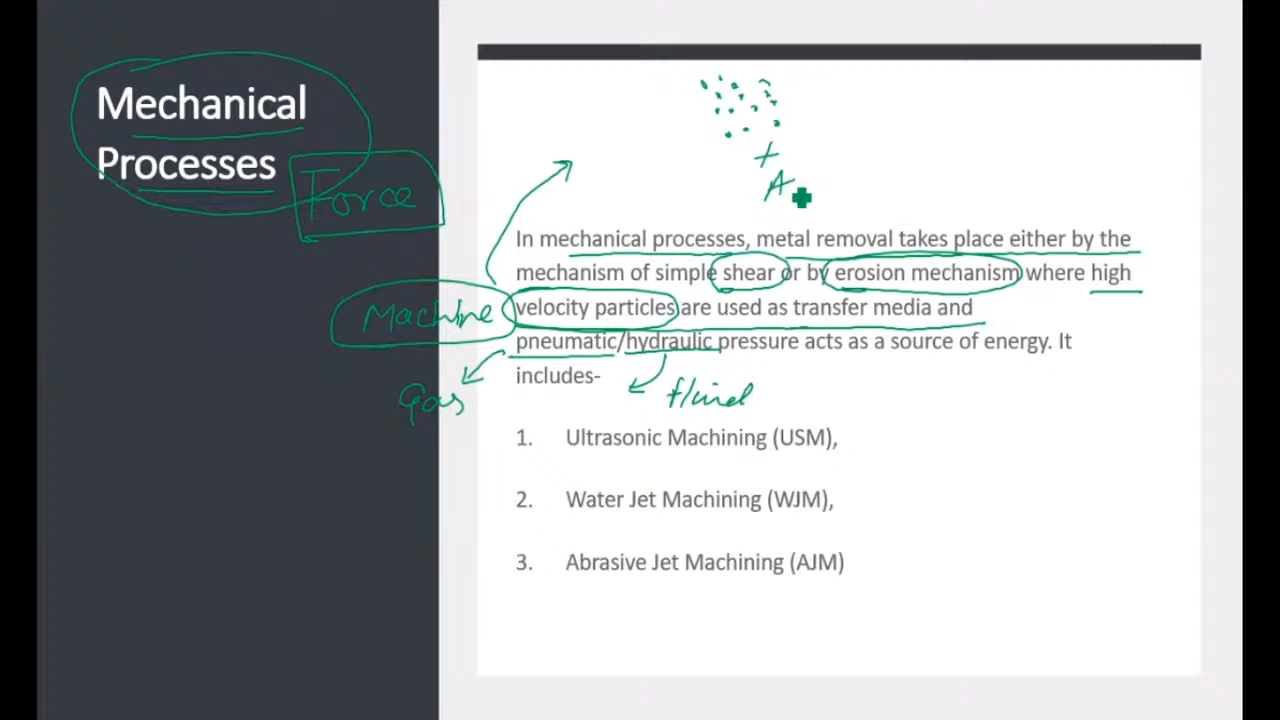 Mechanical
Processes
Force
+
A
In mechanical processes, metal removal takes place either by the
mechanism of simple shear or by erosion mechanism where high
Machine
velocity particles are used as transfer media and
pneumatic/hydraulic pressure acts as a source of energy. It
includes-
Gas
fluid
1. Ultrasonic Machining (USM),
2. Water Jet Machining (WJM),
3. Abrasive Jet Machining (AJM)